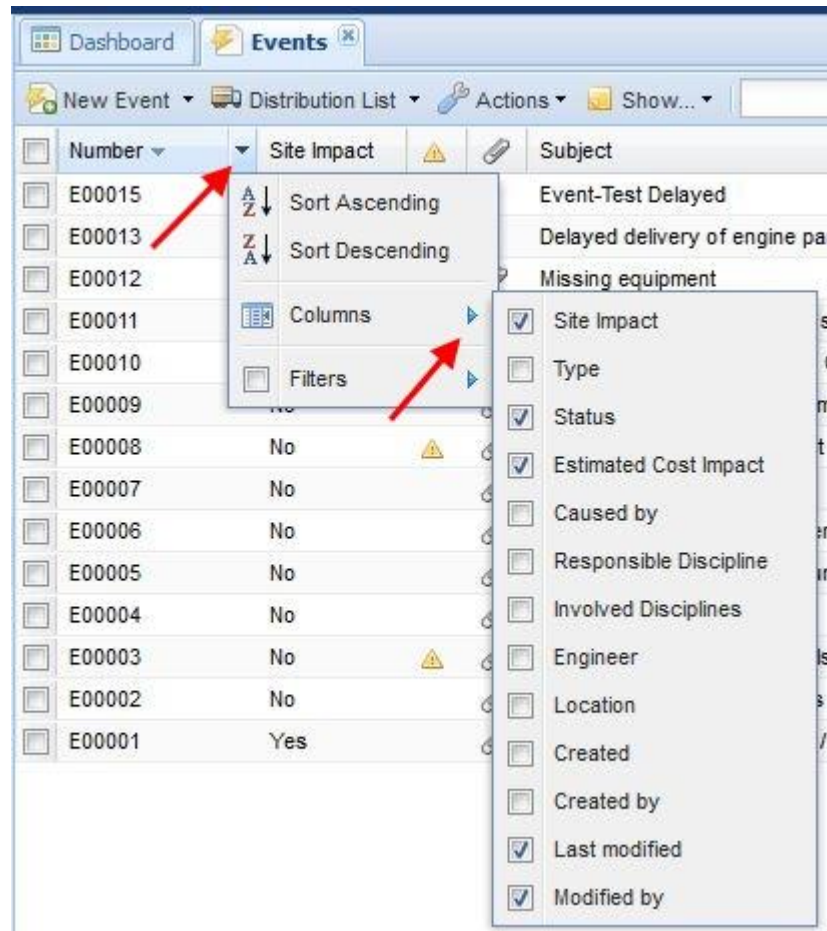 Dashboard Events
New Event Distribution List Actions Show...
Number Site Impact Subject
E00015 Event-Test Delayed
E00013 Delayed delivery of engine pa
E00012 Missing equipment
E00011
E00010
E00009
E00008 No
E00007 No
E00006 No
E00005 No
E00004 No
E00003 No
E00002 No
E00001 Yes
Sort Ascending
Sort Descending
Columns
Filters
Site Impact
Type
Status
Estimated Cost Impact
Caused by
Responsible Discipline
Involved Disciplines
Engineer
Location
Created
Created by
Last modified
Modified by